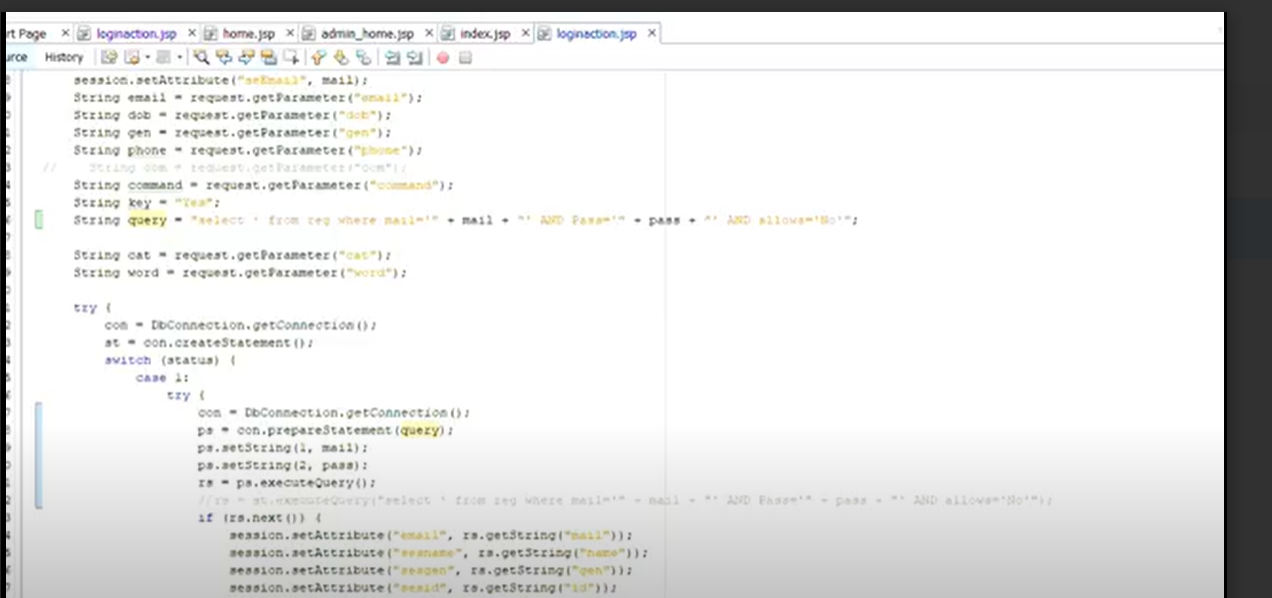 rt Page loginaction.jsp home.jsp admin_home.jsp index.jsp loginaction.jsp
urce History
session.setAttribute("seEmail", mail);
String email = request.getParameter("email");
String dob = request.getParameter("dob");
String gen = request.getParameter("gen");
String phone = request.getParameter("phone");
// String com = request.getParameter("com");
String command = request.getParameter("command");
String key = "Yes";
String query = "select * from reg where mail='" + mail + "' AND Pass='" + pass + "' AND allows='No'";
String cat = request.getParameter("cat");
String word = request.getParameter("word");
try {
con = DbConnection.getConnection();
st = con.createStatement();
switch (status) {
case 1:
try {
con = DbConnection.getConnection();
ps = con.prepareStatement(query);
ps.setString(1, mail);
ps.setString(2, pass);
rs = ps.executeQuery();
//rs = st.executeQuery("select * from reg where mail='" + mail + "' AND Pass='" + pass + "' AND allows='No'");
if (rs.next()) {
session.setAttribute("email", rs.getString("mail"));
session.setAttribute("sesname", rs.getString("name"));
session.setAttribute("sesgen", rs.getString("gen"));
session.setAttribute("sesid", rs.getString("id"));